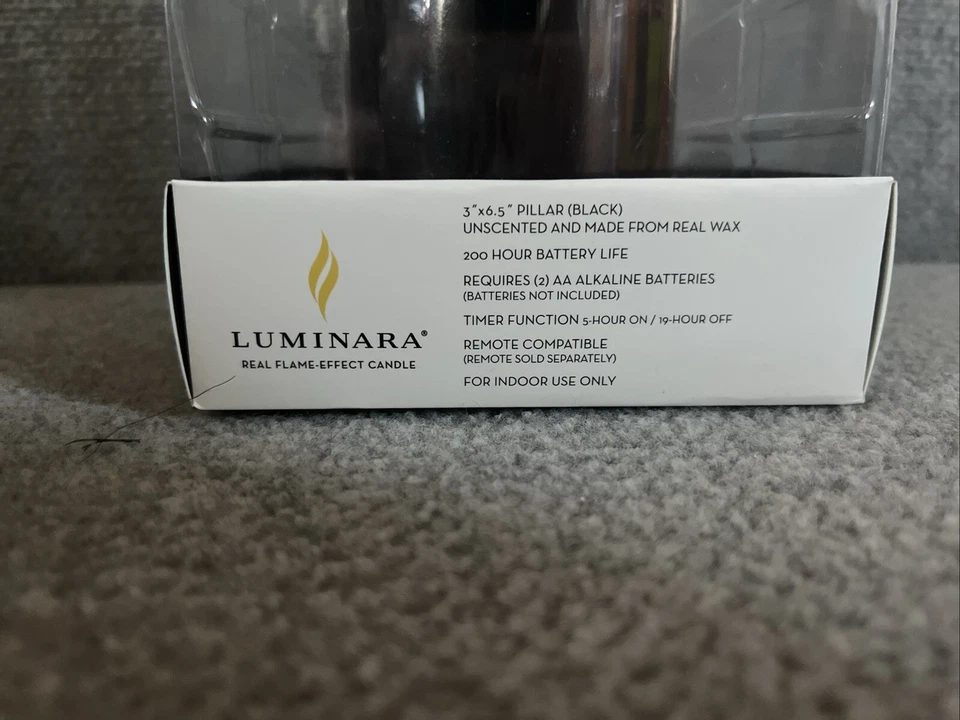 LUMINARA®
REAL FLAME-EFFECT CANDLE
3"x6.5" PILLAR (BLACK)
UNSCENTED AND MADE FROM REAL WAX
200 HOUR BATTERY LIFE
REQUIRES (2) AA ALKALINE BATTERIES
(BATTERIES NOT INCLUDED)
TIMER FUNCTION 5-HOUR ON / 19-HOUR OFF
REMOTE COMPATIBLE
(REMOTE SOLD SEPARATELY)
FOR INDOOR USE ONLY